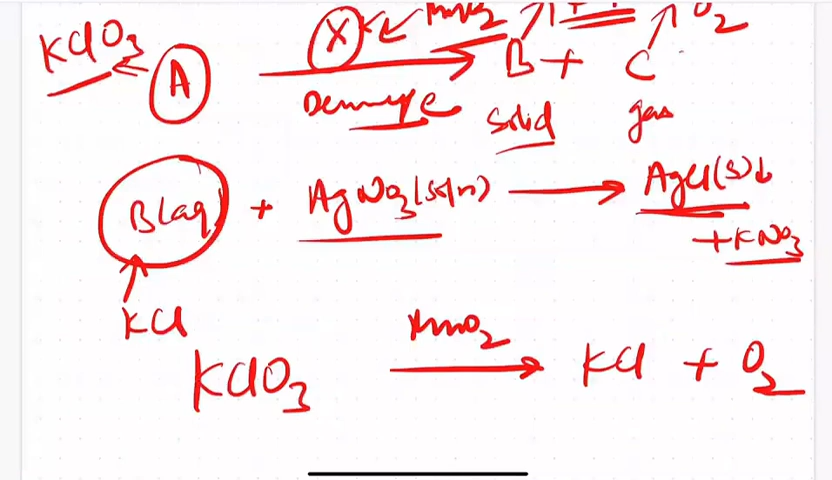 KClO3 ← A X ← MnO2 B + C O2
solid gas
B(aq) + AgNO3(soln) → AgCl(s)↓
+ KNO3
KCl
MnO2
KClO3 → KCl + O2